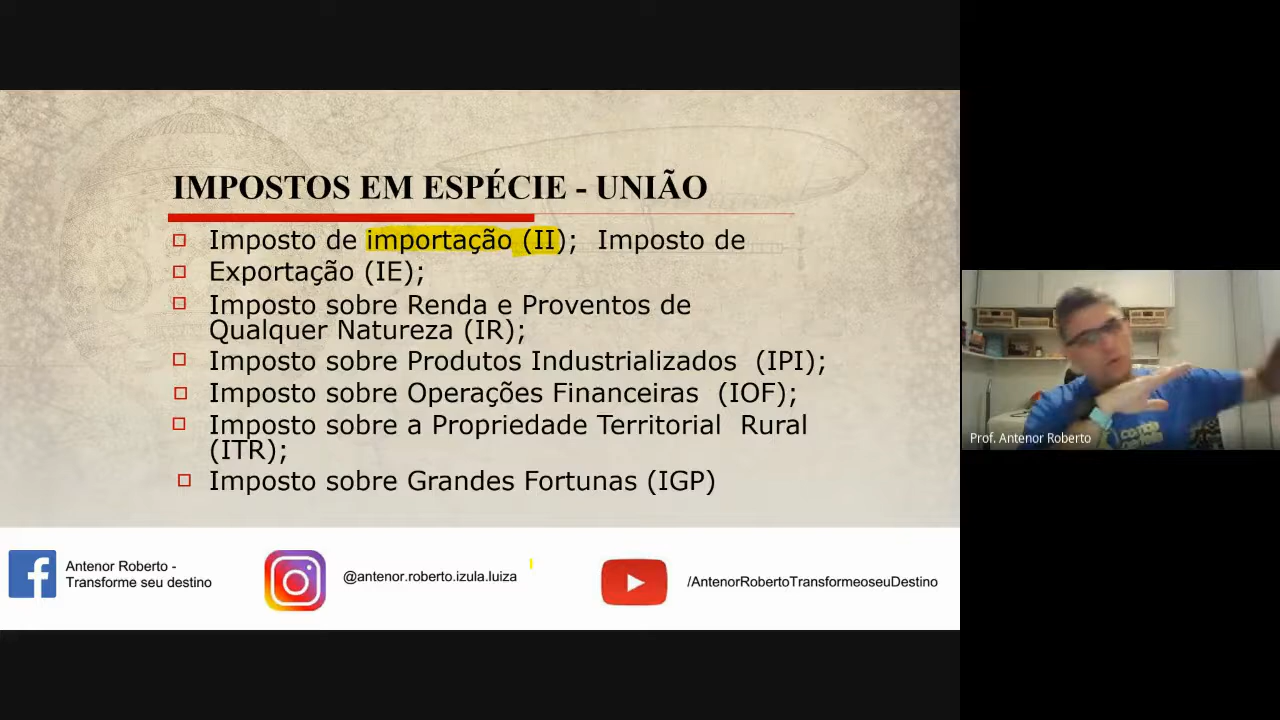 IMPOSTOS EM ESPÉCIE - UNIÃO
Imposto de importação (II); Imposto de
Exportação (IE);
Imposto sobre Renda e Proventos de
Qualquer Natureza (IR);
Imposto sobre Produtos Industrializados (IPI);
Imposto sobre Operações Financeiras (IOF);
Imposto sobre a Propriedade Territorial Rural
(ITR);
Imposto sobre Grandes Fortunas (IGP)
Antenor Roberto -
Transforme seu destino
@antenor.roberto.izula.luiza
/AntenorRobertoTransformeoseuDestino
Prof. Antenor Roberto